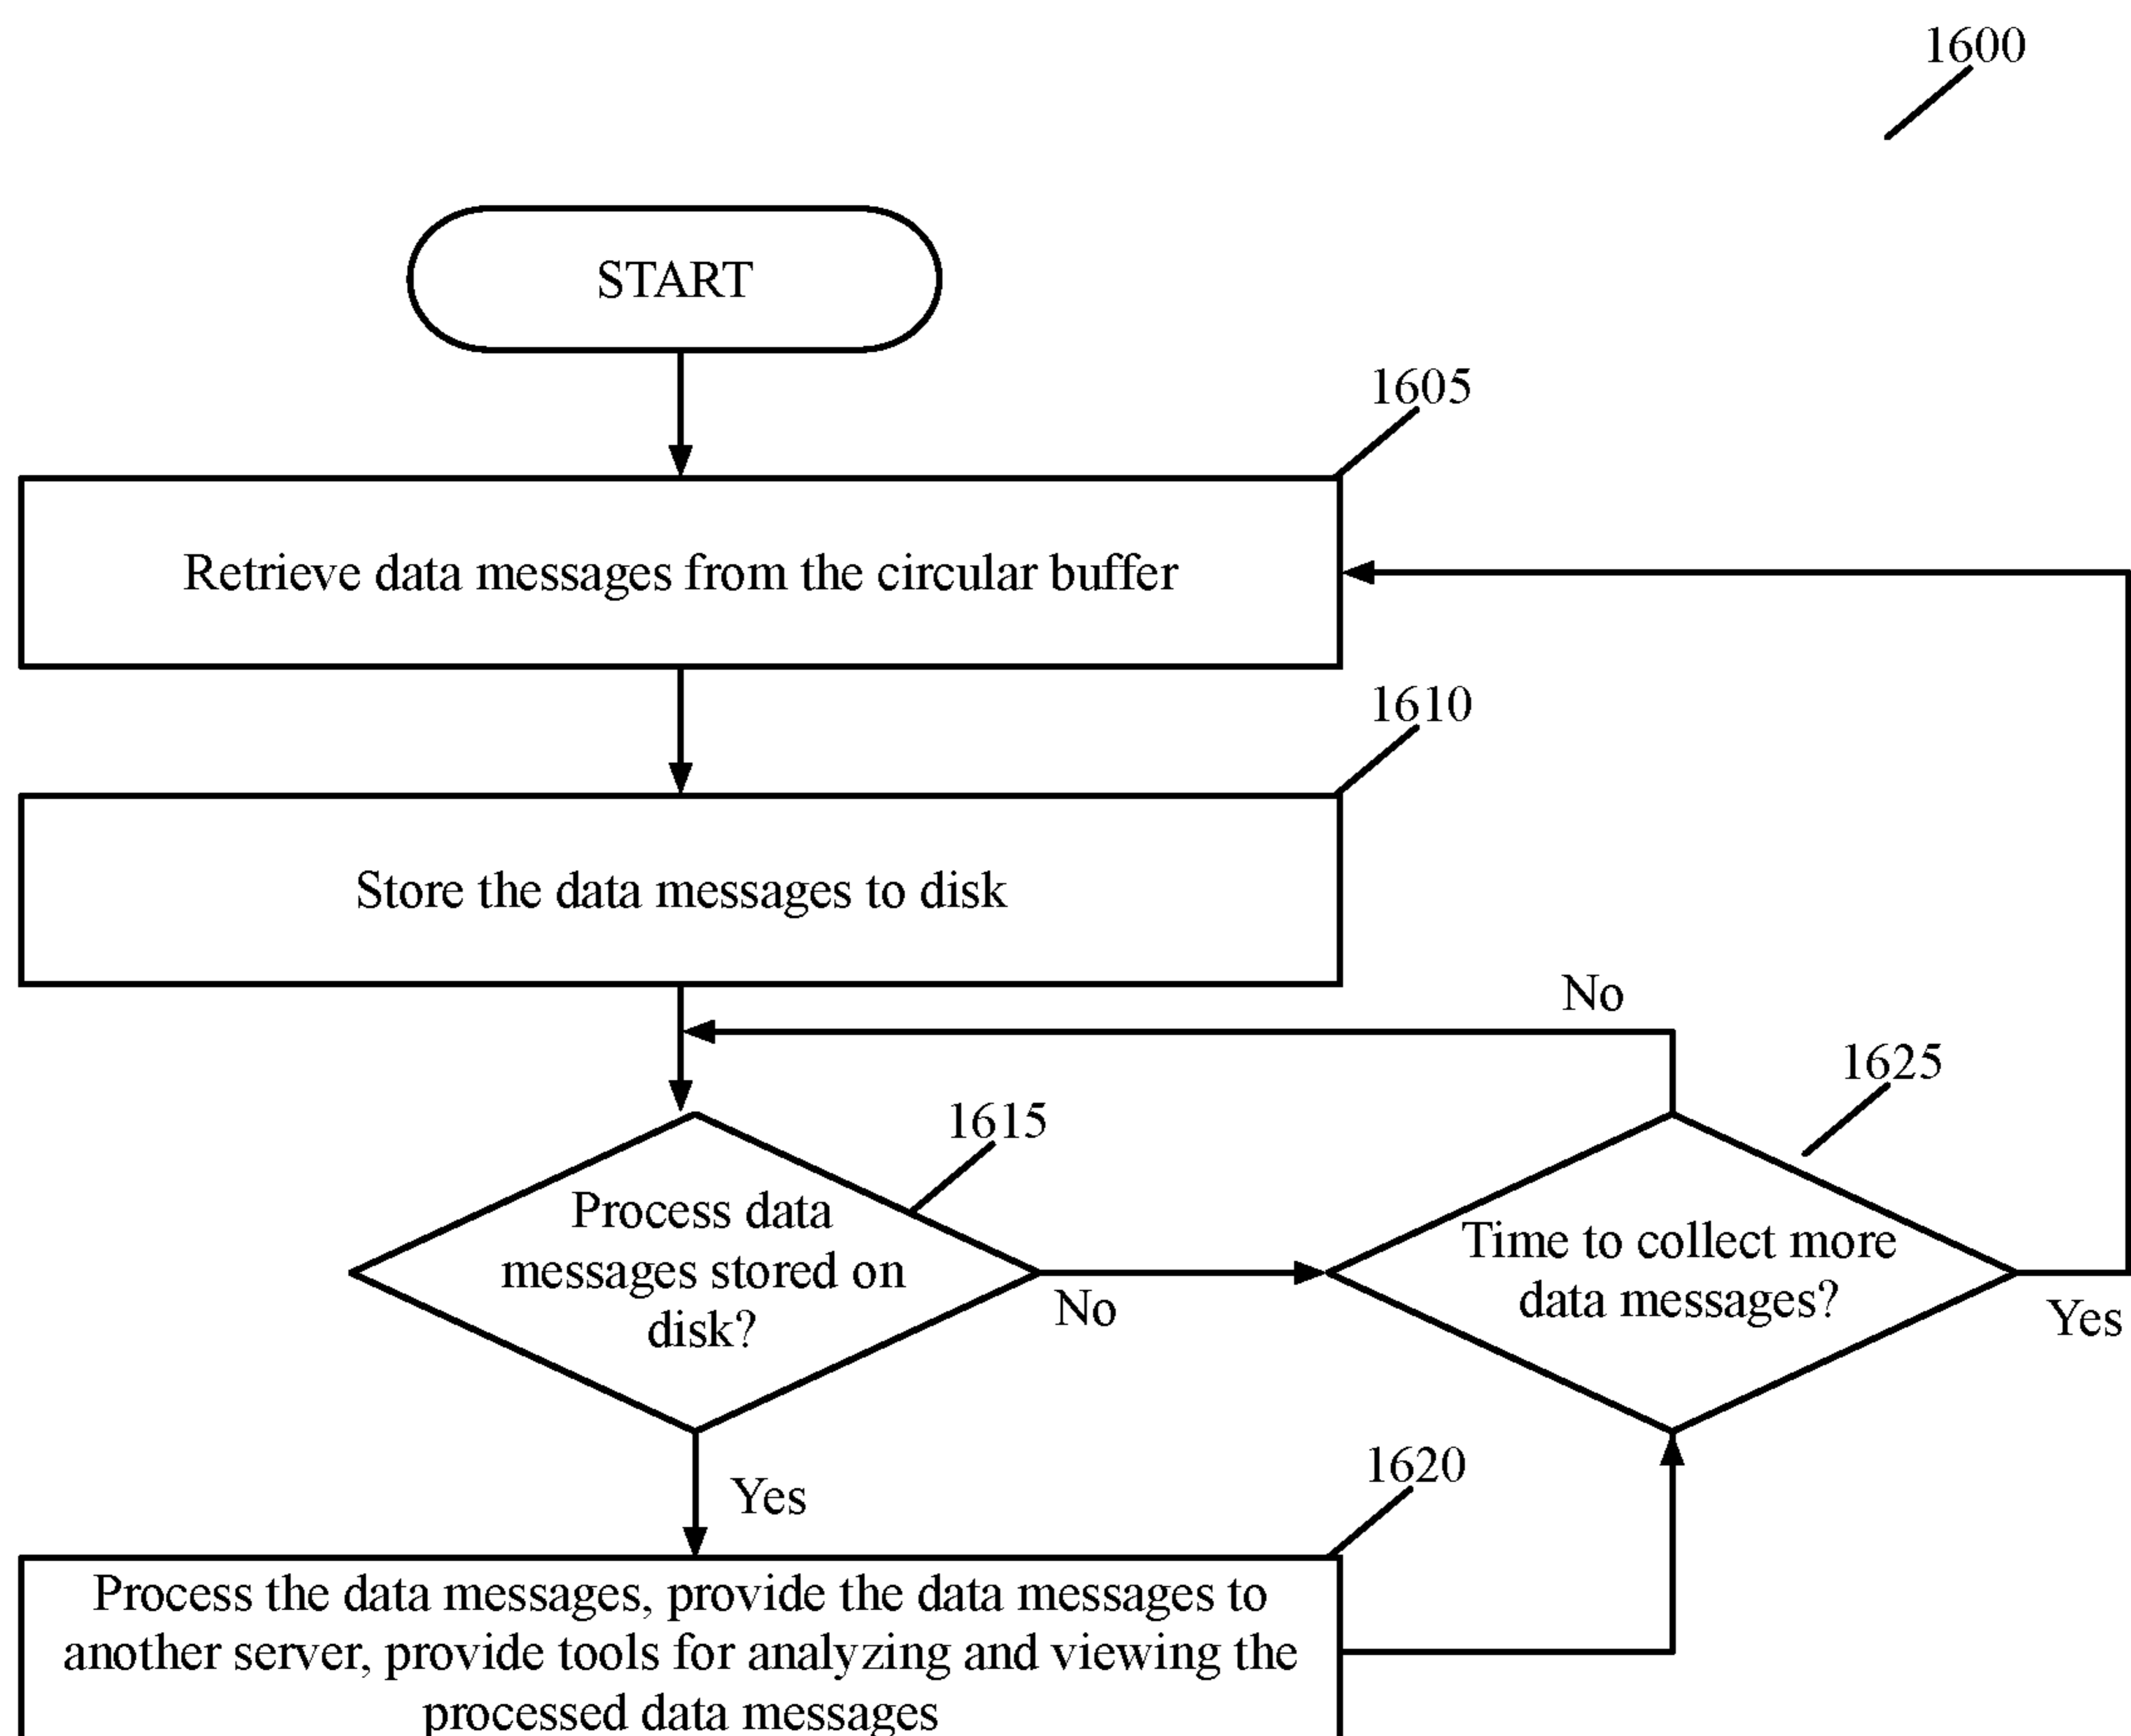 1600
START
1605
Retrieve data messages from the circular buffer
1610
Store the data messages to disk
No
1625
1615
Process data
messages stored on
disk?
Time to collect more
data messages?
No
Yes
Yes
1620
Process the data messages, provide the data messages to
another server, provide tools for analyzing and viewing the
processed data messages